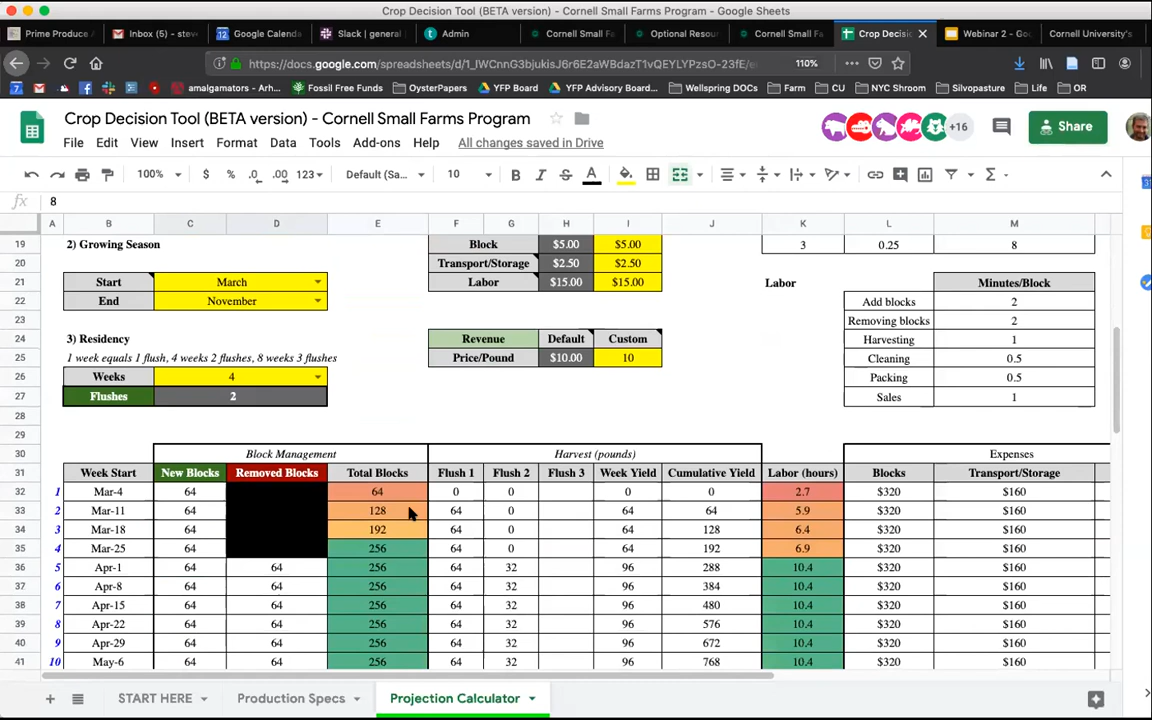 Crop Decision Tool (BETA version) - Cornell Small Farms Program - Google Sheets
Prime Produce Inbox (5) - stev Google Calenda Slack | general Admin Cornell Small F Optional Resou Cornell Small Fa Crop Decisi Webinar 2 - Go Cornell University's
https://docs.google.com/spreadsheets/d/1_ 110%
amalgamators - Arh... Fossil Free Funds OysterPapers YFP Board YFP Advisory Boar... Wellspring DOCs Farm CU NYC Shroom Silvopasture Life OR
Crop Decision Tool (BETA version) - Cornell Small Farms Program
+16 Share
File Edit View Insert Format Data Tools Add-ons Help All changes saved in Drive
100% $ % .0 .00 123 Default (Sa... 10 B I S A
fx 8
A B C D E F G H I J K L M
19 2) Growing Season Block $5.00 $5.00 3 0.25 8
20 Transport/Storage $2.50 $2.50
21 Start March Labor $15.00 $15.00 Labor Minutes/Block
22 End November Add blocks 2
23 Removing blocks 2
24 3) Residency Revenue Default Custom Harvesting 1
25 1 week equals 1 flush, 4 weeks 2 flushes, 8 weeks 3 flushes Price/Pound $10.00 10 Cleaning 0.5
26 Weeks 4 Packing 0.5
27 Flushes 2 Sales 1
28
29
30 Block Management Harvest (pounds) Expenses
31 Week Start New Blocks Removed Blocks Total Blocks Flush 1 Flush 2 Flush 3 Week Yield Cumulative Yield Labor (hours) Blocks Transport/Storage
32 1 Mar-4 64 64 0 0 0 0 2.7 $320 $160
33 2 Mar-11 64 128 64 0 64 64 5.9 $320 $160
34 3 Mar-18 64 192 64 0 64 128 6.4 $320 $160
35 4 Mar-25 64 256 64 0 64 192 6.9 $320 $160
36 5 Apr-1 64 64 256 64 32 96 288 10.4 $320 $160
37 6 Apr-8 64 64 256 64 32 96 384 10.4 $320 $160
38 7 Apr-15 64 64 256 64 32 96 480 10.4 $320 $160
39 8 Apr-22 64 64 256 64 32 96 576 10.4 $320 $160
40 9 Apr-29 64 64 256 64 32 96 672 10.4 $320 $160
41 10 May-6 64 64 256 64 32 96 768 10.4 $320 $160
START HERE Production Specs Projection Calculator